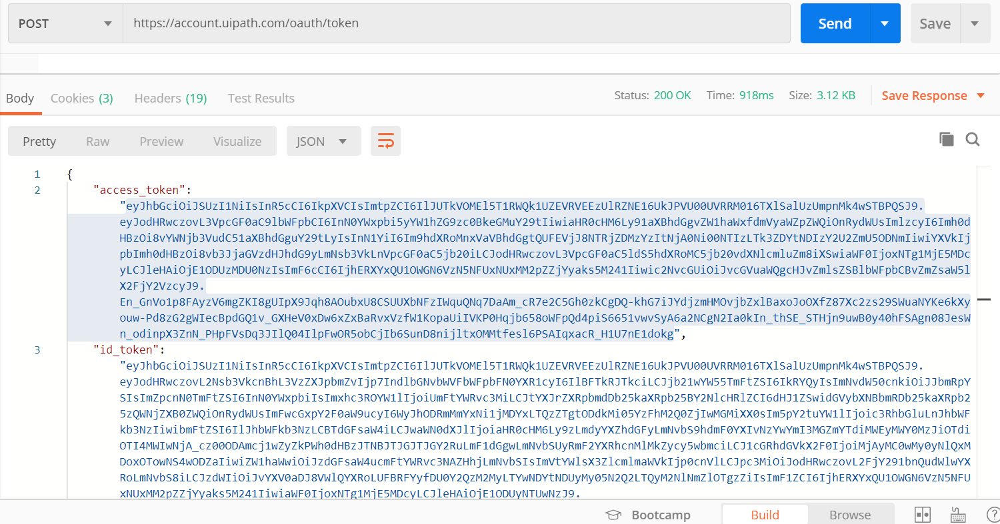 POST https://account.uipath.com/oauth/token Send Save
Body Cookies (3) Headers (19) Test Results Status: 200 OK Time: 918ms Size: 3.12 KB Save Response
Pretty Raw Preview Visualize JSON
1 {
2 "access_token":
"eyJhbGciOiJSUzI1NiIsInR5cCI6IkpXVCIsImtpZCI6IlJUTkVOMEl5T1RWQk1UZEVRVEEzUlRZNE16UkJPVU00UVRRM016TXlSalUzUmpnMk4wSTBPQSJ9.
eyJodHRwczovL3VpcGF0aC9lbWFpbCI6InN0YWxpbi5yYW1hZG9zc0BkeGMuY29tIiwiaHR0cHM6Ly91aXBhdGgvZW1haWxfdmVyaWZpZWQiOnRydWUsImlzcyI6Imh0d
HBzOi8vYWNjb3VudC51aXBhdGguY29tLyIsInN1YiI6Im9hdXRoMnxVaVBhdGgtQUFEVjJ8NTRjZDMzYzItNjA0Ni00NTIzLTk3ZDYtNDIzY2U2ZmU5ODNmIiwiYXVkIj
pbImh0dHBzOi8vb3JjaGVzdHJhdG9yLmNsb3VkLnVpcGF0aC5jb20iLCJodHRwczovL3VpcGF0aC5ldS5hdXRoMC5jb20vdXNlcmluZm8iXSwiaWF0IjoxNTg1MjE5MDc
yLCJleHAiOjE1ODUzMDU0NzIsImF6cCI6IjhERXYxQU1OWGN6VzN5NFUxNUxMM2pZZjYyaks5M241Iiwic2NvcGUiOiJvcGVuaWQgcHJvZmlsZSBlbWFpbCBvZmZsaW5l
X2FjY2VzcyJ9.
En_GnVo1p8FAyzV6mgZKI8gUIpX9Jqh8AOubxU8CSUUXbNFzIWquQNq7DaAm_cR7e2C5Gh0zkCgDQ-khG7iJYdjzmHMOvjbZxlBaxoJoOXfZ87Xc2zs29SWuaNYKe6kXy
ouw-Pd8zG2gWIecBpdGQ1v_GXHeV0xDw6xZxBaRvxVzfW1KopaUiIVKP0Hqjb658oWFpQd4piS6651vwvSyA6a2NCgN2Ia0kIn_thSE_STHjn9uwB0y40hFSAgn08JesW
n_odinpX3ZnN_PHpFVsDq3JIlQ04IlpFwOR5obCjIb6SunD8nijltxOMMtfesl6PSAIqxacR_H1U7nE1dokg",
3 "id_token":
"eyJhbGciOiJSUzI1NiIsInR5cCI6IkpXVCIsImtpZCI6IlJUTkVOMEl5T1RWQk1UZEVRVEEzUlRZNE16UkJPVU00UVRRM016TXlSalUzUmpnMk4wSTBPQSJ9.
eyJodHRwczovL2Nsb3VkcnBhL3VzZXJpbmZvIjp7IndlbGNvbWVFbWFpbFN0YXR1cyI6IlBFTkRJTkciLCJjb21wYW55TmFtZSI6IkRYQyIsImNvdW50cnkiOiJJbmRpY
SIsImZpcnN0TmFtZSI6InN0YWxpbiIsImxhc3ROYW1lIjoiUmFtYWRvc3MiLCJtYXJrZXRpbmdDb25kaXRpb25BY2NlcHRlZCI6dHJ1ZSwidGVybXNBbmRDb25kaXRpb2
5zQWNjZXB0ZWQiOnRydWUsImFwcGxpY2F0aW9ucyI6WyJhODRmMmYxNi1jMDYxLTQzZTgtODdkMi05YzFhM2Q0ZjIwMGMiXX0sIm5pY2tuYW1lIjoic3RhbGluLnJhbWF
kb3NzIiwibmFtZSI6IlJhbWFkb3NzLCBTdGFsaW4iLCJwaWN0dXJlIjoiaHR0cHM6Ly9zLmdyYXZhdGFyLmNvbS9hdmF0YXIvNzYwYmI3MGZmYTdiMWEyMWY0MzJiOTdi
OTI4MWIwNjA_cz00ODAmcj1wZyZkPWh0dHBzJTNBJTJGJTJGY2RuLmF1dGgwLmNvbSUyRmF2YXRhcnMlMkZycy5wbmciLCJ1cGRhdGVkX2F0IjoiMjAyMC0wMy0yNlQxM
DoxOTowNS4wODZaIiwiZW1haWwiOiJzdGFsaW4ucmFtYWRvc3NAZHhjLmNvbSIsImVtYWlsX3ZlcmlmaWVkIjp0cnVlLCJpc3MiOiJodHRwczovL2FjY291bnQudWlwYX
RoLmNvbS8iLCJzdWIiOiJvYXV0aDJ8VWlQYXRoLUFBRFYyfDU0Y2QzM2MyLTYwNDYtNDUyMy05N2Q2LTQyM2NlNmZlOTgzZiIsImF1ZCI6IjhERXYxQU1OWGN6VzN5NFU
xNUxMM2pZZjYyaks5M241IiwiaWF0IjoxNTg1MjE5MDcyLCJleHAiOjE1ODUyNTUwNzJ9.
Bootcamp Build Browse